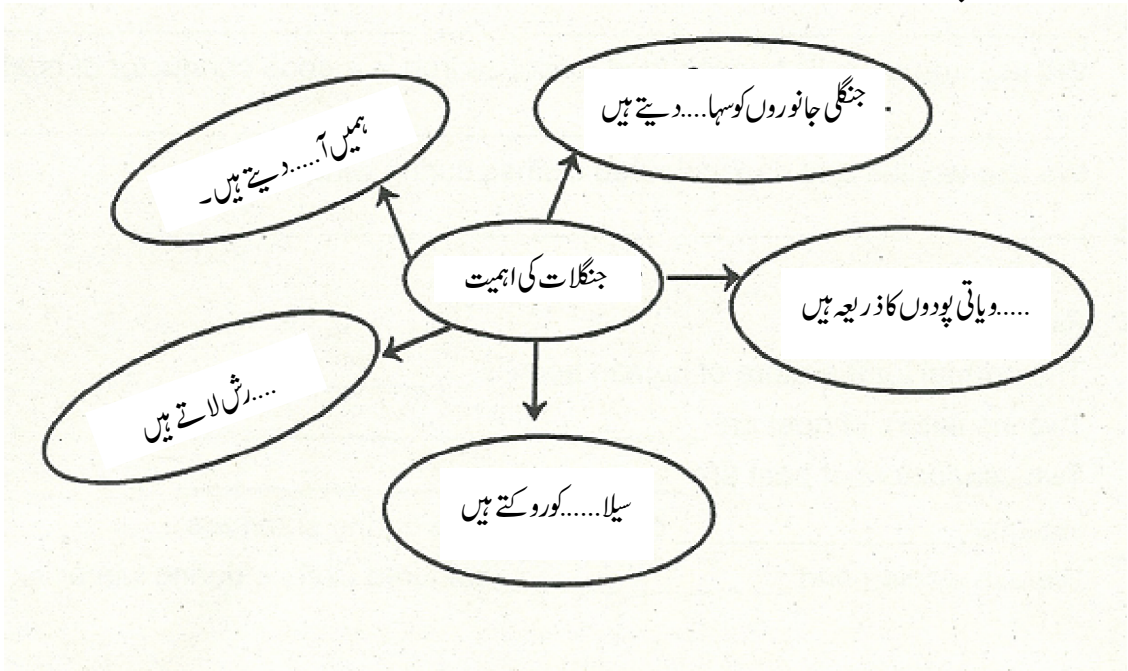 جنگلی جانوروں کو سہا....دیتے ہیں
ہمیں آ.....دیتے ہیں۔
جنگلات کی اہمیت
.....ویاتی پودوں کا ذریعہ ہیں
....رش لاتے ہیں
سیلا......کو روکتے ہیں